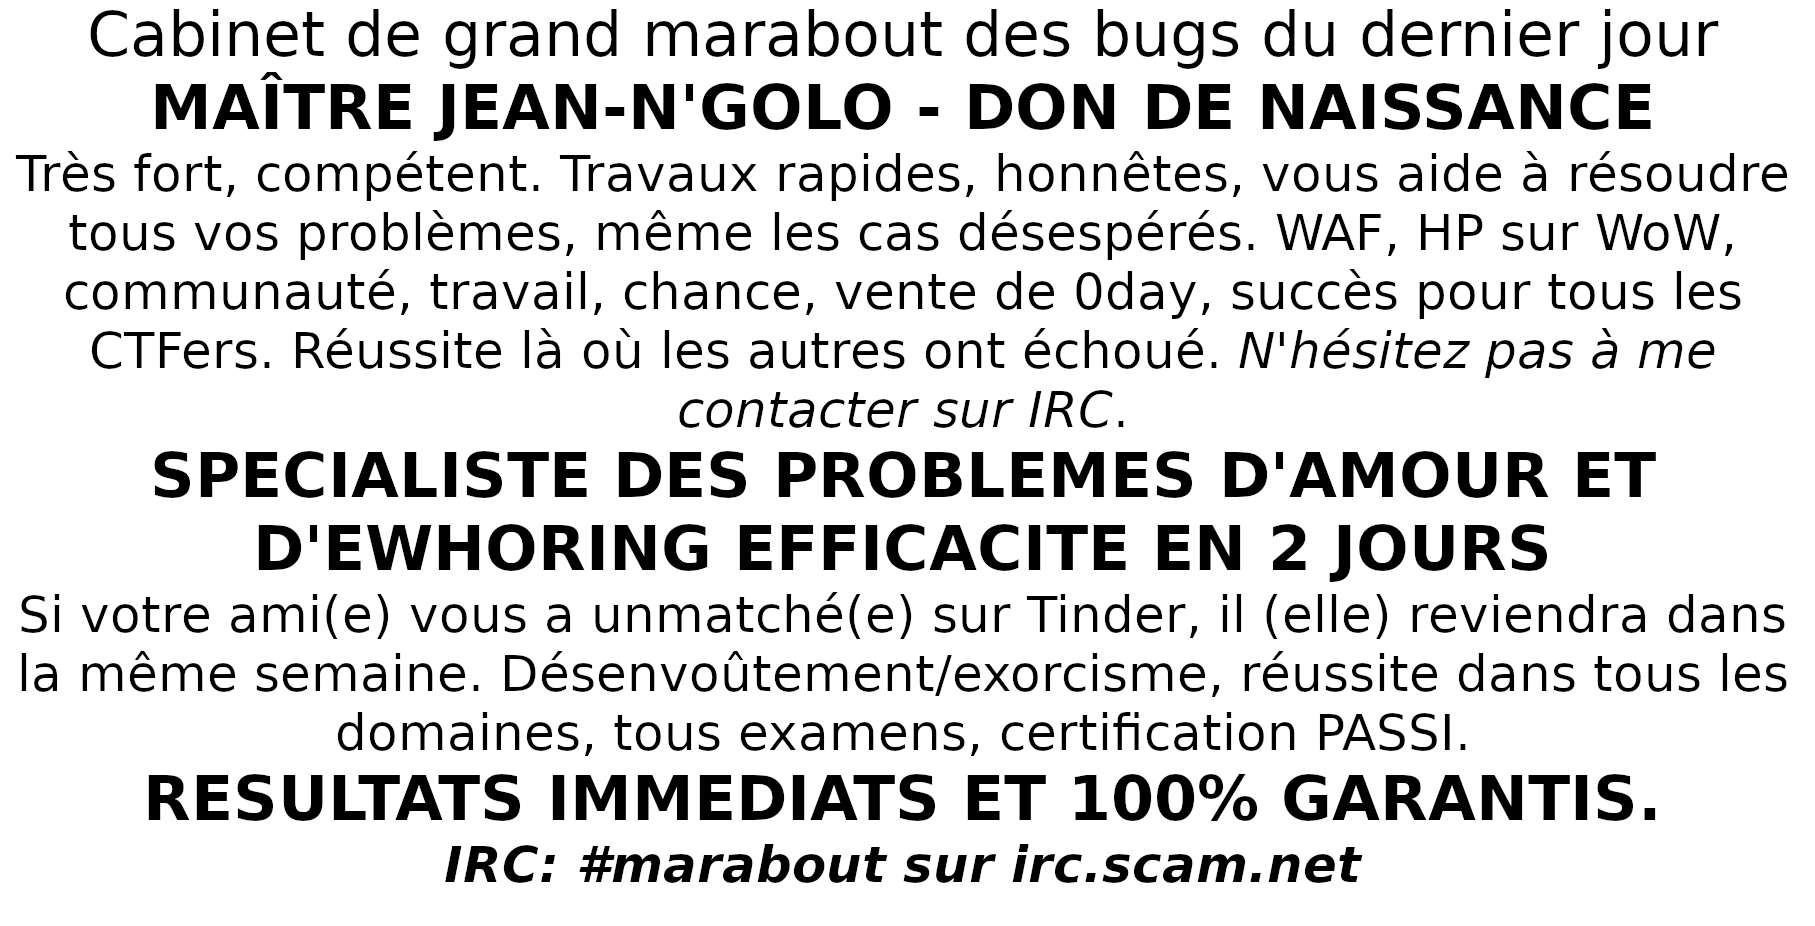 Cabinet de grand marabout des bugs du dernier jour
MAÎTRE JEAN-N'GOLO - DON DE NAISSANCE
Très fort, compétent. Travaux rapides, honnêtes, vous aide à résoudre
tous vos problèmes, même les cas désespérés. WAF, HP sur WoW,
communauté, travail, chance, vente de 0day, succès pour tous les
CTFers. Réussite là où les autres ont échoué. N'hésitez pas à me
contacter sur IRC.
SPECIALISTE DES PROBLEMES D'AMOUR ET
D'EWHORING EFFICACITE EN 2 JOURS
Si votre ami(e) vous a unmatché(e) sur Tinder, il (elle) reviendra dans
la même semaine. Désenvoûtement/exorcisme, réussite dans tous les
domaines, tous examens, certification PASSI.
RESULTATS IMMEDIATS ET 100% GARANTIS.
IRC: #marabout sur irc.scam.net